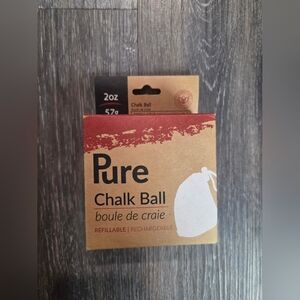 2oz
57g
Chalk Ball
Pure
Chalk Ball
boule de craie
REFILLABLE | RECHARGEABLE